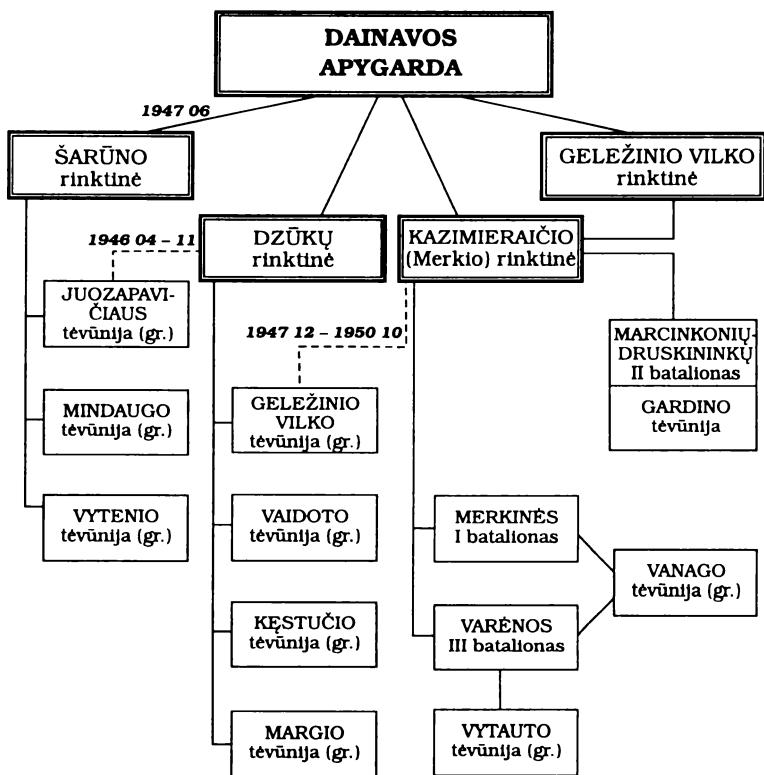 DAINAVOS
APYGARDA
1947 06
ŠARŪNO
rinktinė
GELEŽINIO VILKO
rinktinė
1946 04 – 11
DZŪKŲ
rinktinė
KAZIMIERAIČIO
(Merkio) rinktinė
JUOZAPAVI-
ČIAUS
tėvūnija (gr.)
1947 12 – 1950 10
MARCINKONIŲ-
DRUSKININKŲ
II batalionas
GARDINO
tėvūnija
MINDAUGO
tėvūnija (gr.)
GELEŽINIO
VILKO
tėvūnija (gr.)
VYTENIO
tėvūnija (gr.)
VAIDOTO
tėvūnija (gr.)
MERKINĖS
I batalionas
VANAGO
tėvūnija (gr.)
KĘSTUČIO
tėvūnija (gr.)
VARĖNOS
III batalionas
MARGIO
tėvūnija (gr.)
VYTAUTO
tėvūnija (gr.)